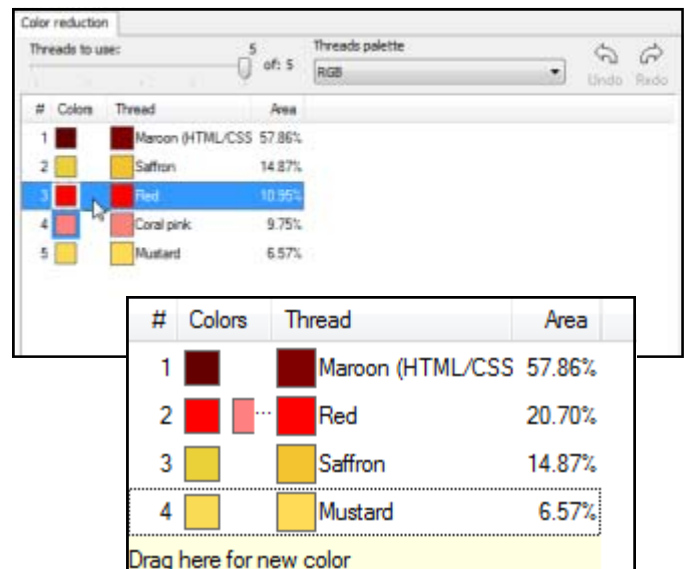 Color reduction
Threads to use:
5
of: 5
Threads palette
RGB
Undo Redo
# Colors Thread Area
1 Maroon (HTML/CSS 57.86%
2 Saffron 14.87%
3 Red 10.95%
4 Coral pink 9.75%
5 Mustard 6.57%
# Colors Thread Area
1 Maroon (HTML/CSS 57.86%
2 ... Red 20.70%
3 Saffron 14.87%
4 Mustard 6.57%
Drag here for new color